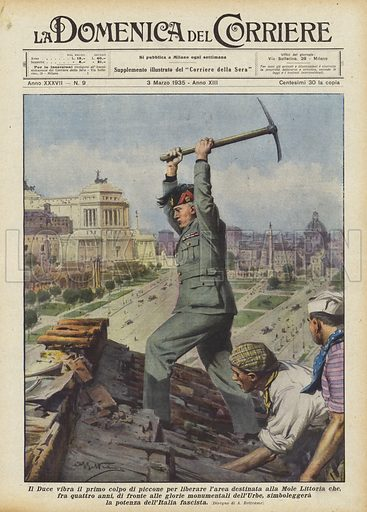 LA DOMENICA DEL CORRIERE
Si pubblica a Milano ogni settimana
Supplemento illustrato del "Corriere della Sera"
Uffici del giornale:
Via Solferino, 28 - Milano
Anno XXXVII — N. 9
3 Marzo 1935 - Anno XIII
Centesimi 30 la copia
Il Duce vibra il primo colpo di piccone per liberare l'area destinata alla Mole Littoria che,
fra quattro anni, di fronte alle glorie monumentali dell'Urbe, simboleggerà
la potenza dell'Italia fascista. (Disegno di A. Beltrame)